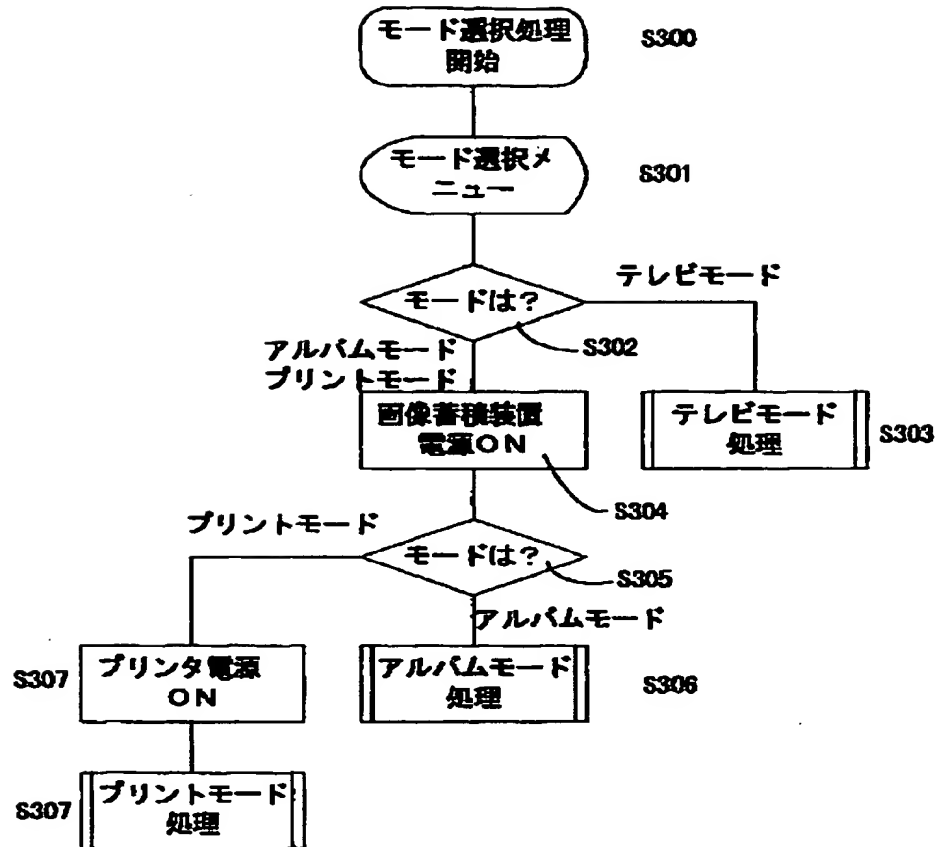 モード選択処理
開始
S300
モード選択メ
ニュー
S301
モードは？
テレビモード
S302
アルバムモード
プリントモード
画像蓄積装置
電源ON
テレビモード
処理
S303
S304
プリントモード
モードは？
S305
アルバムモード
S307
プリンタ電源
ON
アルバムモード
処理
S306
S307
プリントモード
処理